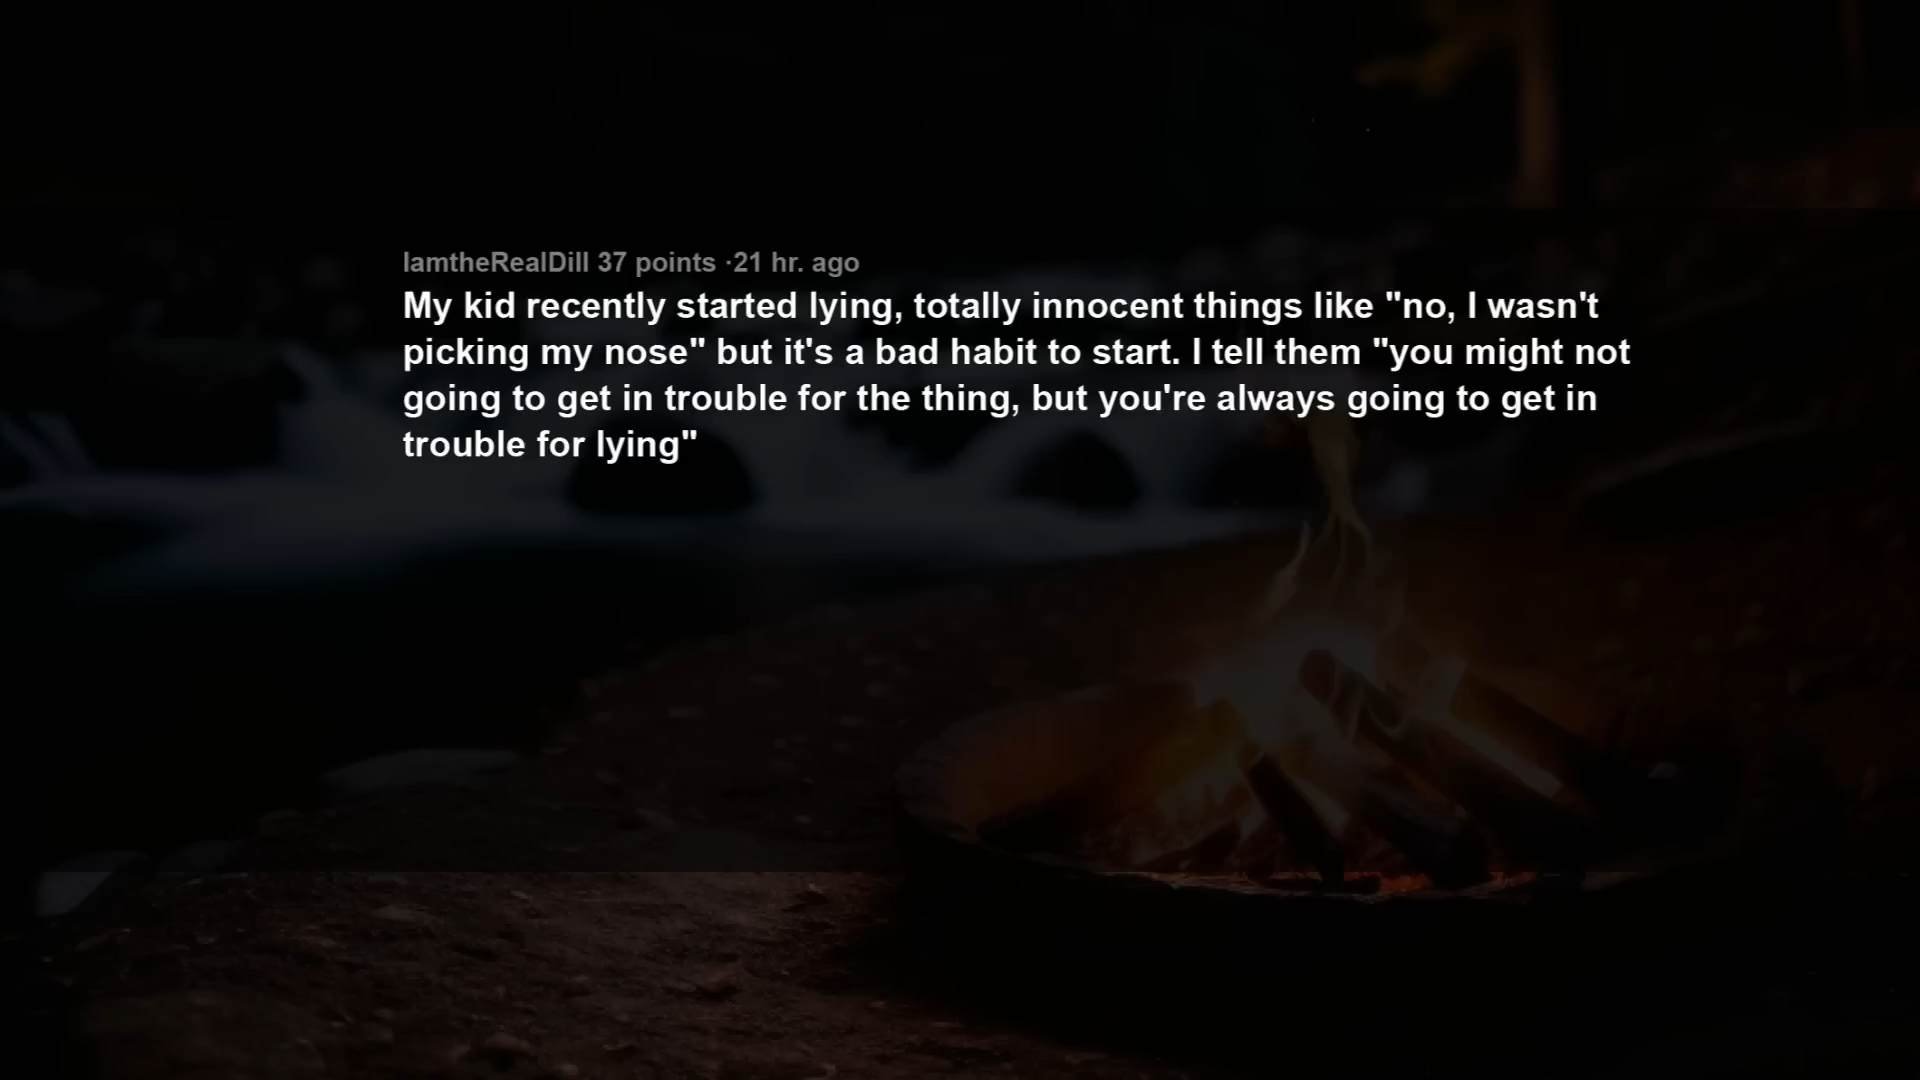 IamtheRealDill 37 points ·21 hr. ago
My kid recently started lying, totally innocent things like "no, I wasn't
picking my nose" but it's a bad habit to start. I tell them "you might not
going to get in trouble for the thing, but you're always going to get in
trouble for lying"